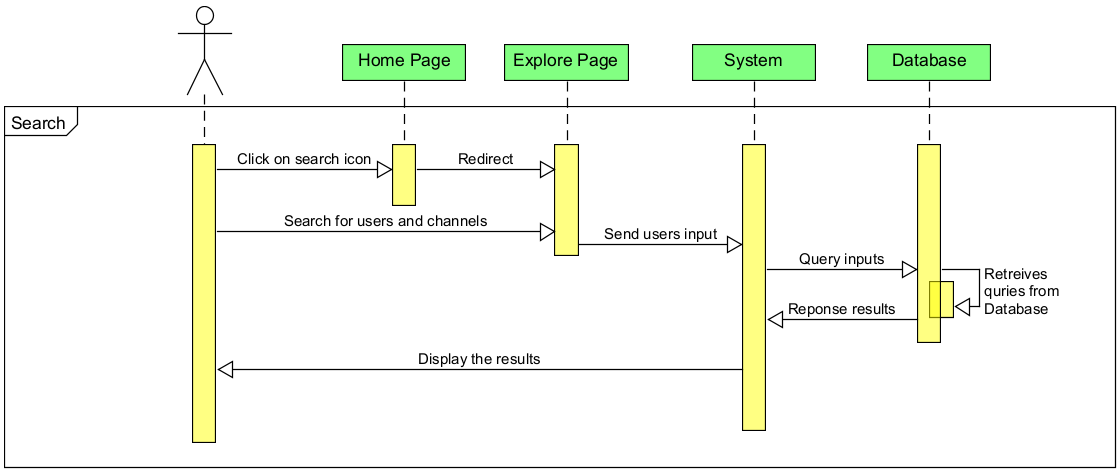 Home Page
Explore Page
System
Database
Search
Click on search icon
Redirect
Search for users and channels
Send users input
Query inputs
Retreives
quries from
Database
Reponse results
Display the results